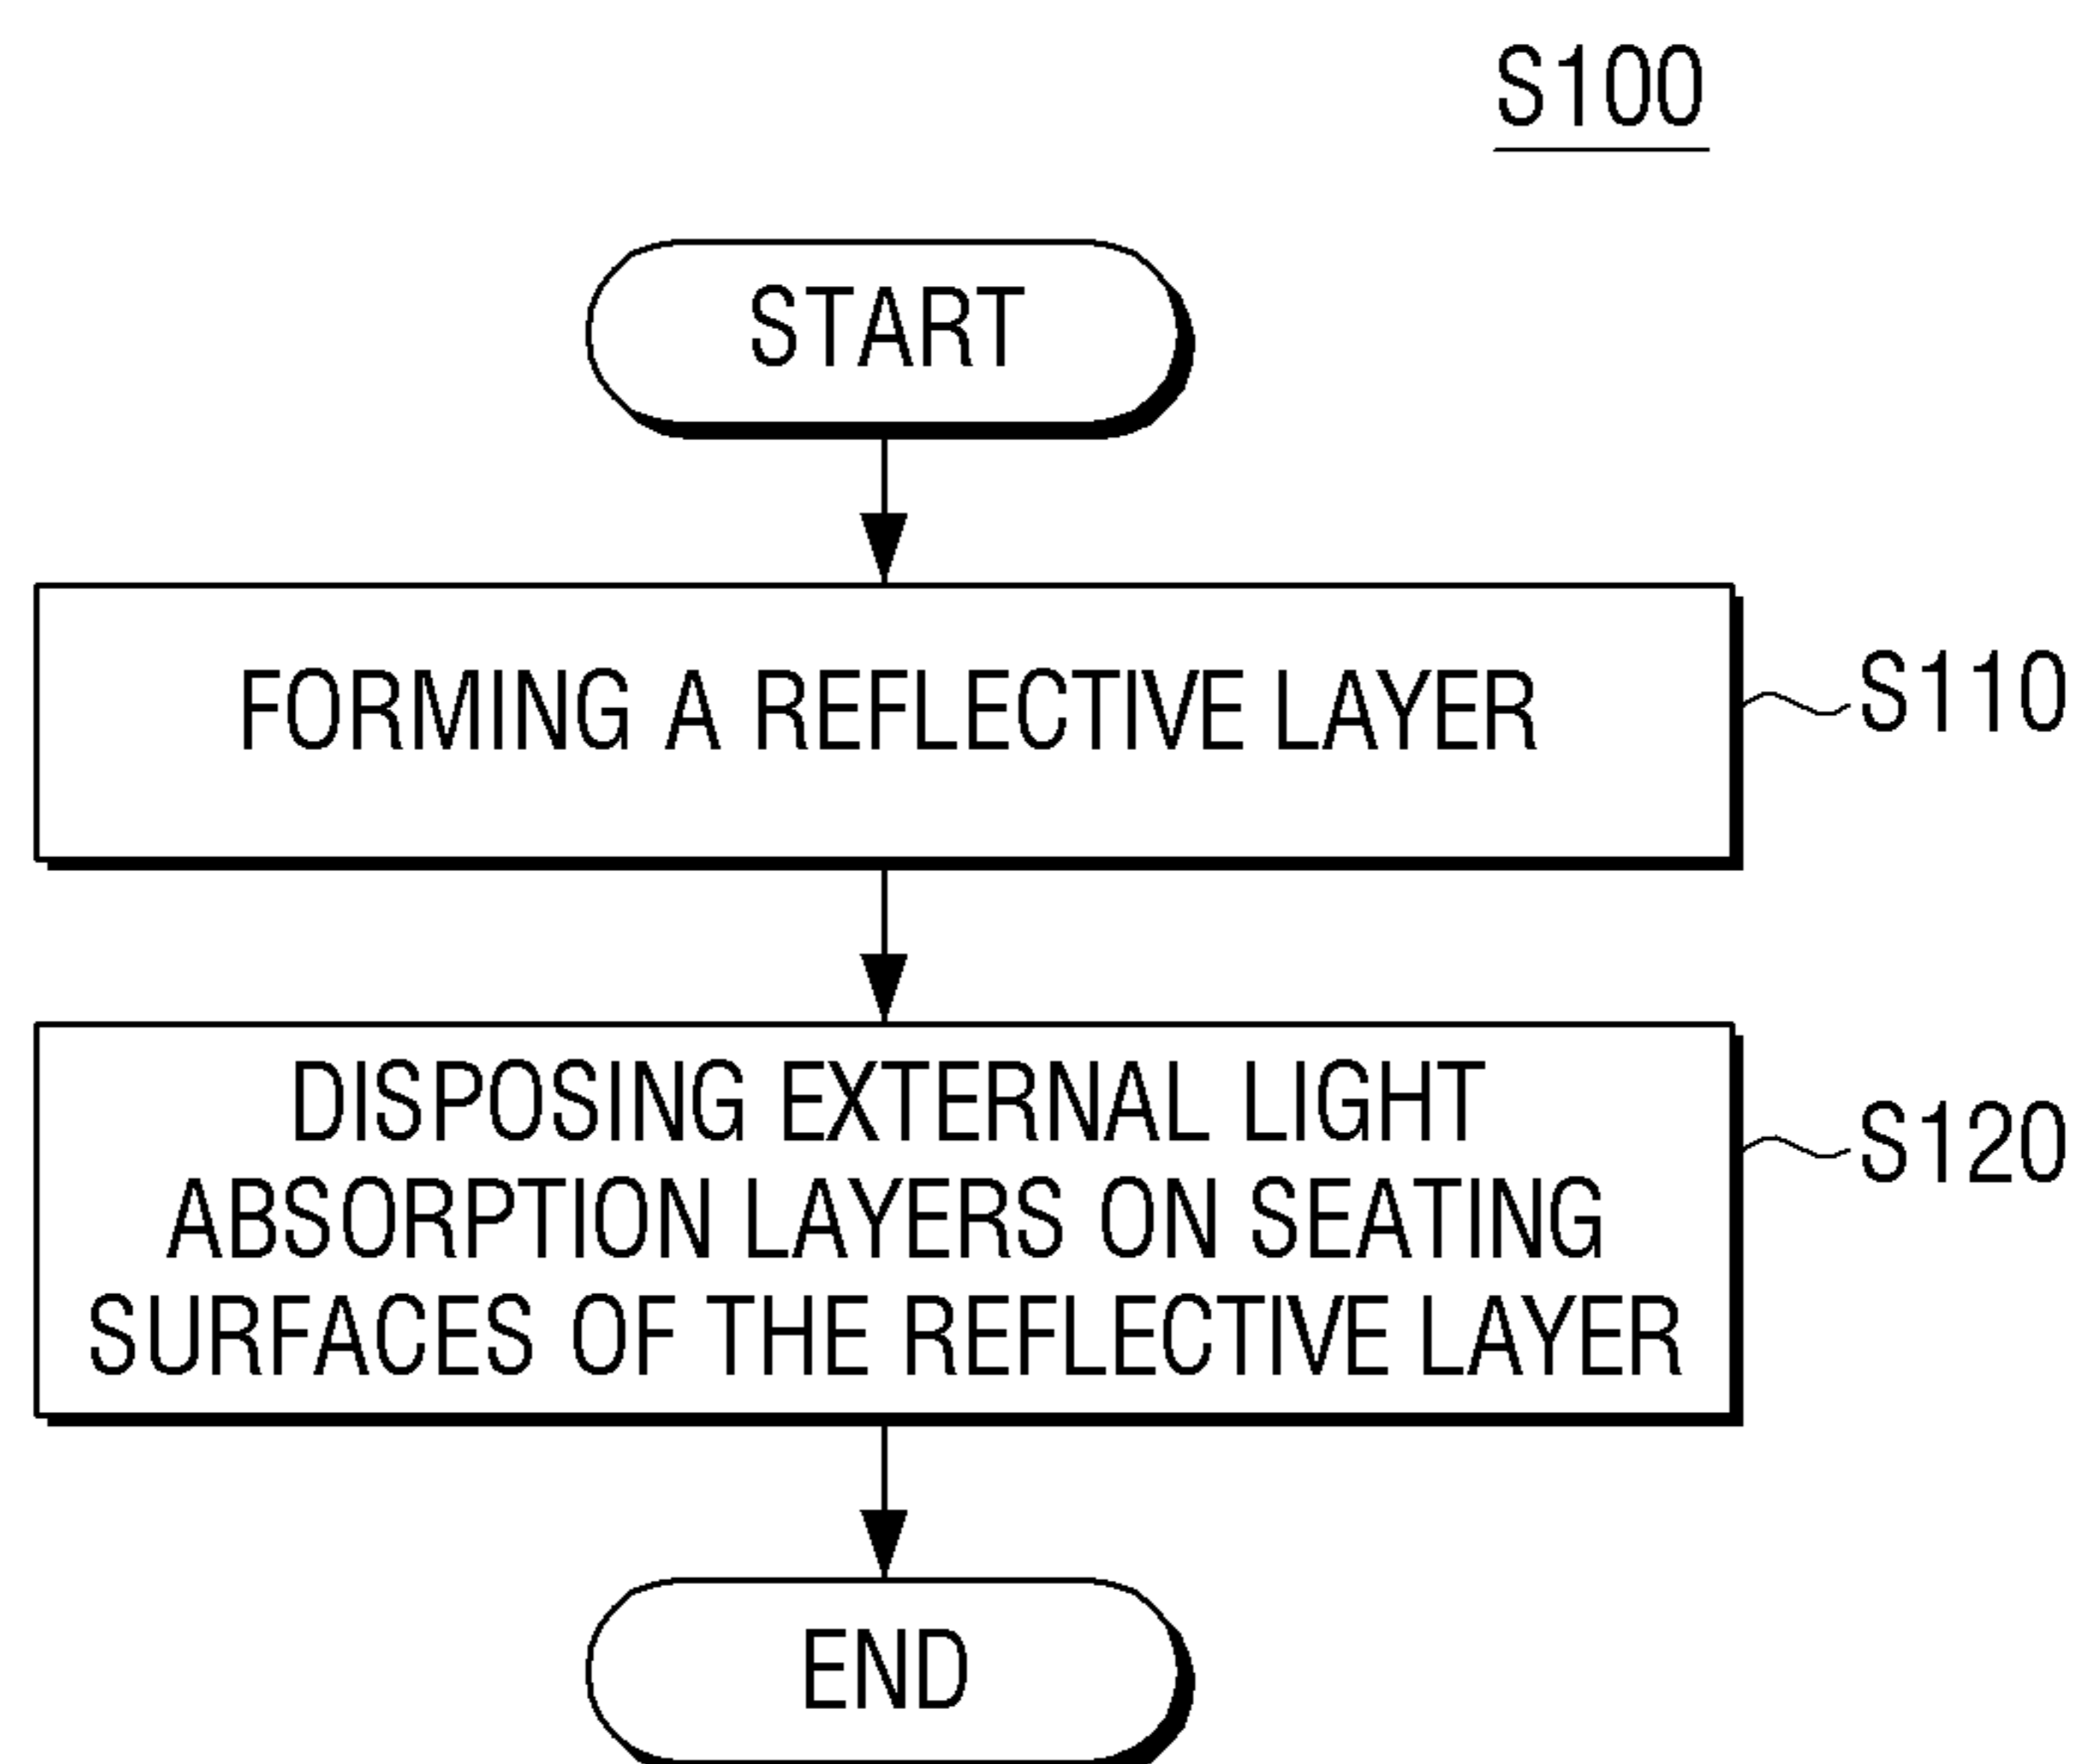 S100
START
FORMING A REFLECTIVE LAYER
S110
DISPOSING EXTERNAL LIGHT
ABSORPTION LAYERS ON SEATING
SURFACES OF THE REFLECTIVE LAYER
S120
END